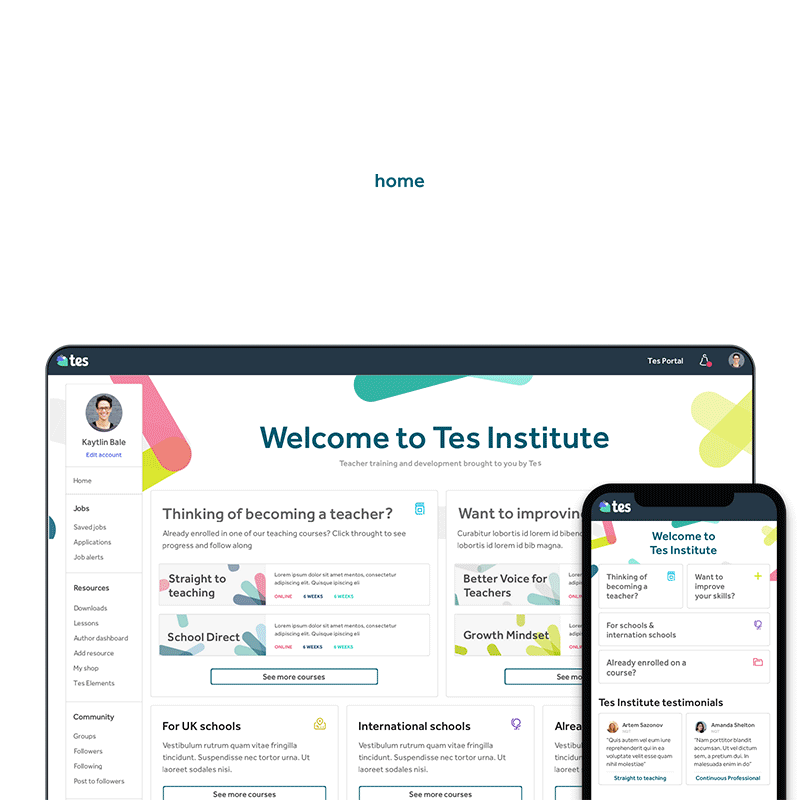 home
tes
Tes Portal
Kaytlin Bale
Edit account
Home
Jobs
Saved jobs
Applications
Job alerts
Resources
Downloads
Lessons
Author dashboard
Add resource
My shop
Tes Elements
Community
Groups
Followers
Following
Post to followers
Welcome to Tes Institute
Teacher training and development brought to you by Tes
Thinking of becoming a teacher?
Already enrolled in one of our teaching courses? Click throught to see
progress and follow along
Straight to
teaching
Lorem ipsum dolor sit amet mentos, consectetur
adipiscing elit. Quisque ipiscing eli
ONLINE 6 WEEKS 6 WEEKS
School Direct
Lorem ipsum dolor sit amet mentos, consectetur
adipiscing elit. Quisque ipiscing eli
ONLINE 6 WEEKS 6 WEEKS
See more courses
Want to improvin
Curabitur lobortis id lorem id biben
lobortis id lorem id bib magna.
Better Voice for
Teachers
Growth Mindset
See mo
For UK schools
Vestibulum rutrum quam vitae fringilla
tincidunt. Suspendisse nec tortor urna. Ut
laoreet sodales nisi.
See more courses
International schools
Vestibulum rutrum quam vitae fringilla
tincidunt. Suspendisse nec tortor urna. Ut
laoreet sodales nisi.
See more courses
Alrea
Vestib
tincid
laoree
tes
Welcome to
Tes Institute
Thinking of
becoming a
teacher?
Want to
improve
your skills?
For schools &
internation schools
Already enrolled on a
course?
Tes Institute testimonials
Artem Sazonov
"Quis autem vel eum iure
reprehenderit qui in ea
voluptate velit esse quam
nihil molestiae"
Straight to teaching
Amanda Shelton
"Nam porttitor blandit
accumsan. Ut vel dictum
sem, a pretium dui. In
malesuada enim in do"
Continuous Professional